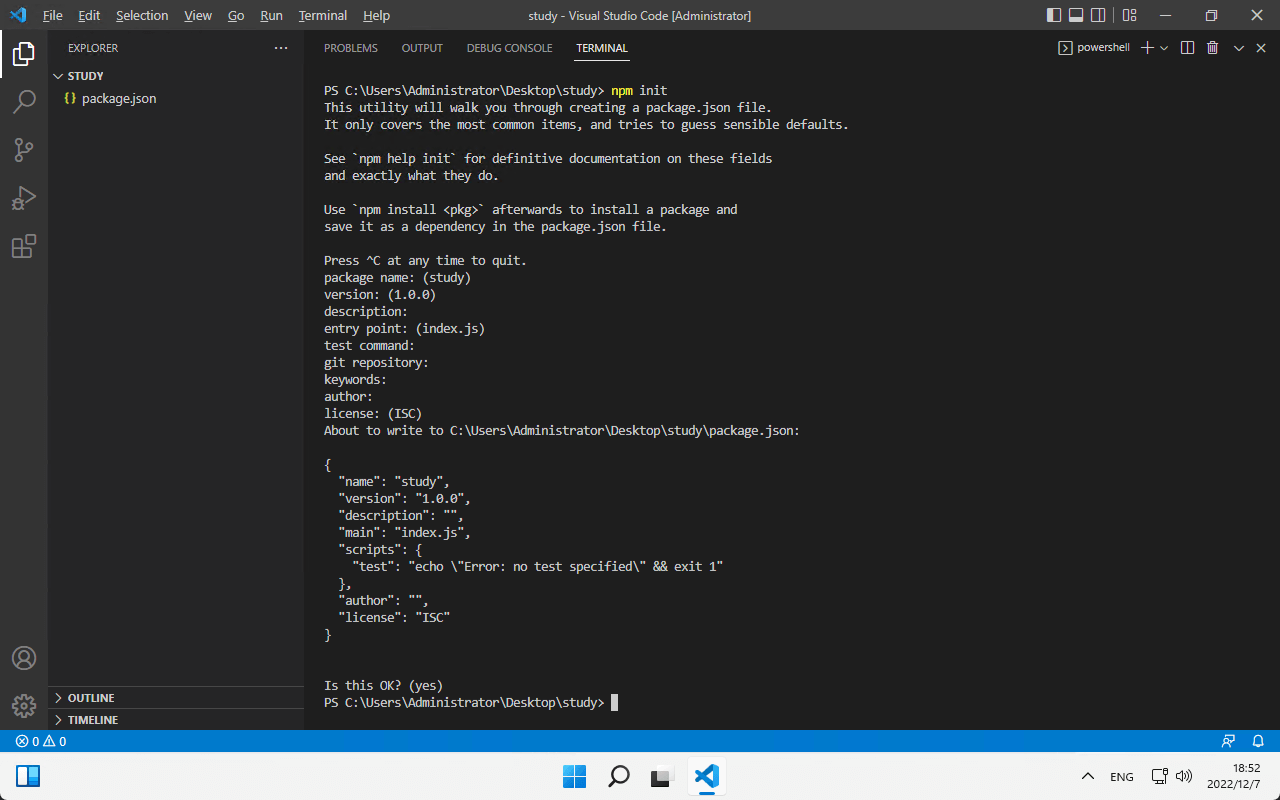 File Edit Selection View Go Run Terminal Help
study - Visual Studio Code [Administrator]
EXPLORER
STUDY
{} package.json
OUTLINE
TIMELINE
PROBLEMS OUTPUT DEBUG CONSOLE TERMINAL
powershell
PS C:\Users\Administrator\Desktop\study> npm init
This utility will walk you through creating a package.json file.
It only covers the most common items, and tries to guess sensible defaults.
See `npm help init` for definitive documentation on these fields
and exactly what they do.
Use `npm install <pkg>` afterwards to install a package and
save it as a dependency in the package.json file.
Press ^C at any time to quit.
package name: (study)
version: (1.0.0)
description:
entry point: (index.js)
test command:
git repository:
keywords:
author:
license: (ISC)
About to write to C:\Users\Administrator\Desktop\study\package.json:
{
  "name": "study",
  "version": "1.0.0",
  "description": "",
  "main": "index.js",
  "scripts": {
    "test": "echo \"Error: no test specified\" && exit 1"
  },
  "author": "",
  "license": "ISC"
}
Is this OK? (yes)
PS C:\Users\Administrator\Desktop\study>
0 0
ENG
18:52
2022/12/7